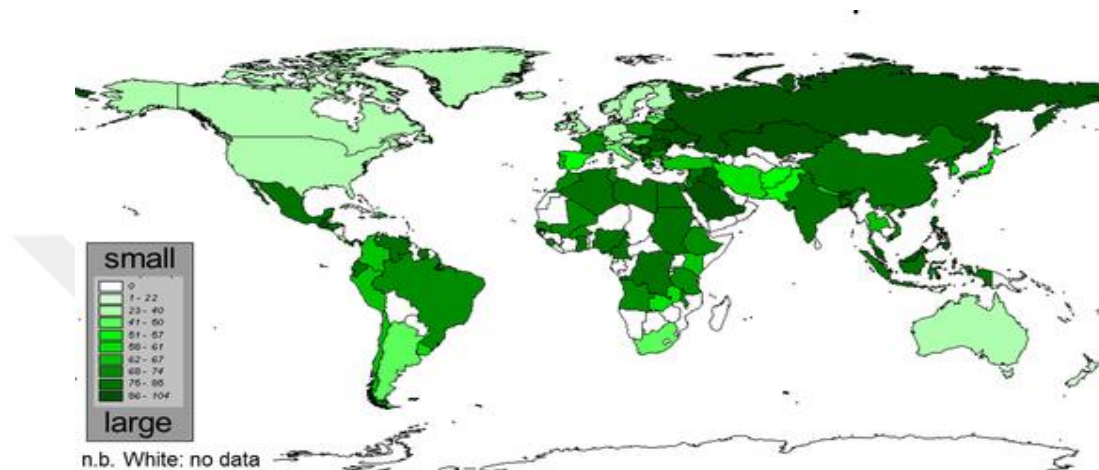 small
0
1 - 22
23 - 40
41 - 50
51 - 57
58 - 61
62 - 67
68 - 74
75 - 85
86 - 104
large
n.b. White: no data